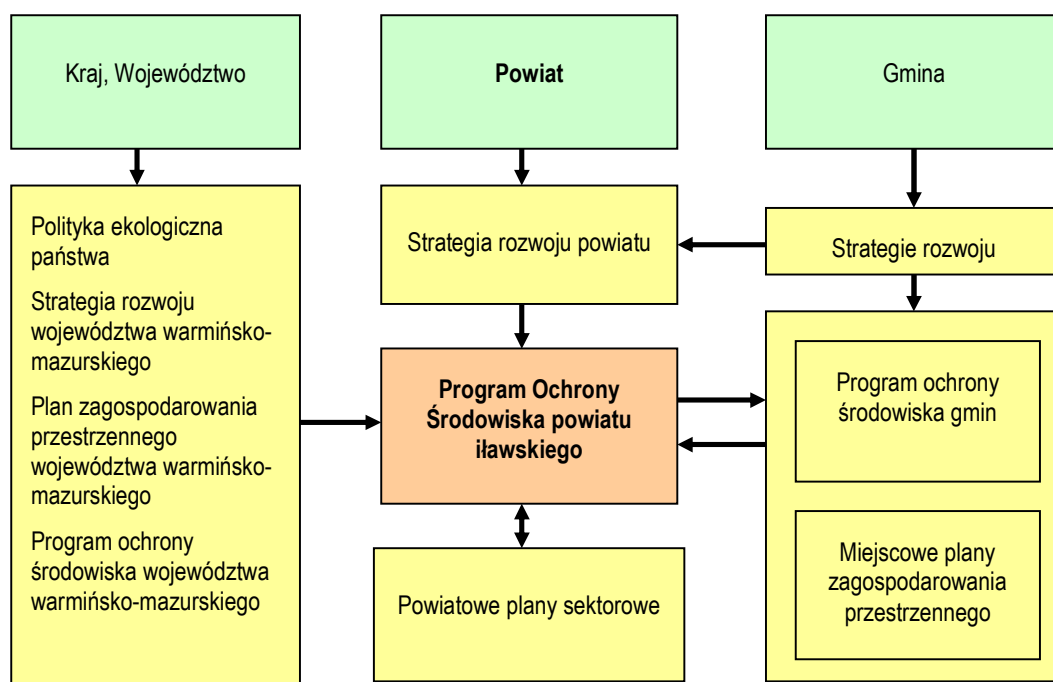 Kraj, Województwo
Powiat
Gmina
Polityka ekologiczna
państwa
Strategia rozwoju
województwa warmińsko-
mazurskiego
Plan zagospodarowania
przestrzennego
województwa warmińsko-
mazurskiego
Program ochrony
środowiska województwa
warmińsko-mazurskiego
Strategia rozwoju powiatu
Program Ochrony
Środowiska powiatu
iławskiego
Powiatowe plany sektorowe
Strategie rozwoju
Program ochrony
środowiska gmin
Miejscowe plany
zagospodarowania
przestrzennego